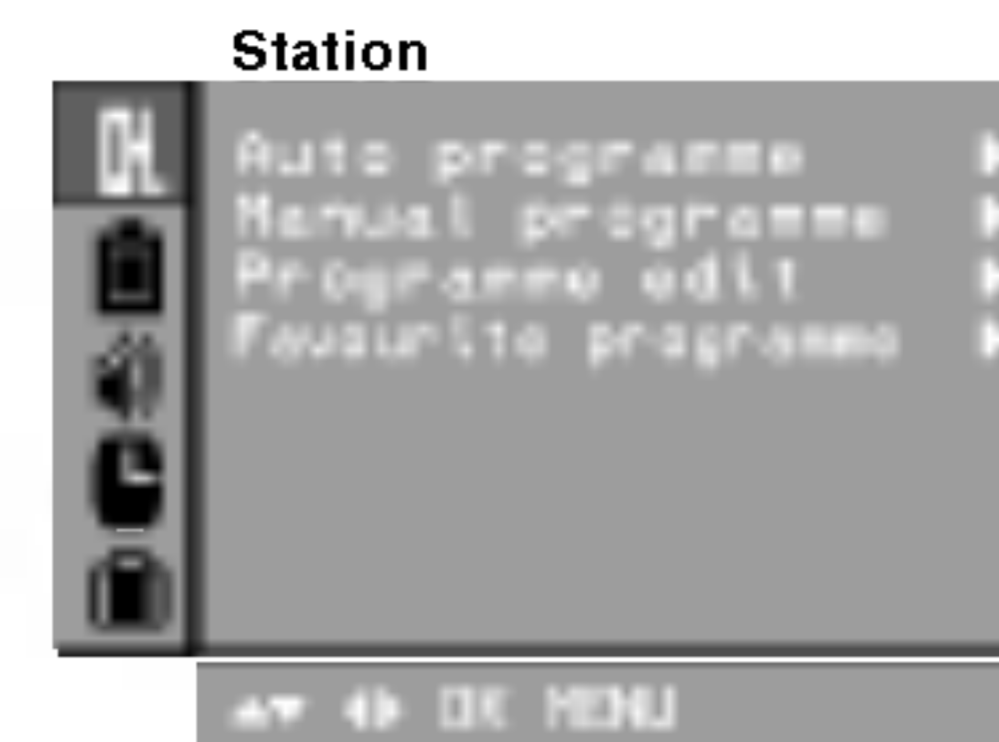 Station
CH.
Auto programme
Manual programme
Programme edit
Favourite programme
▲▼ ◀▶ OK MENU